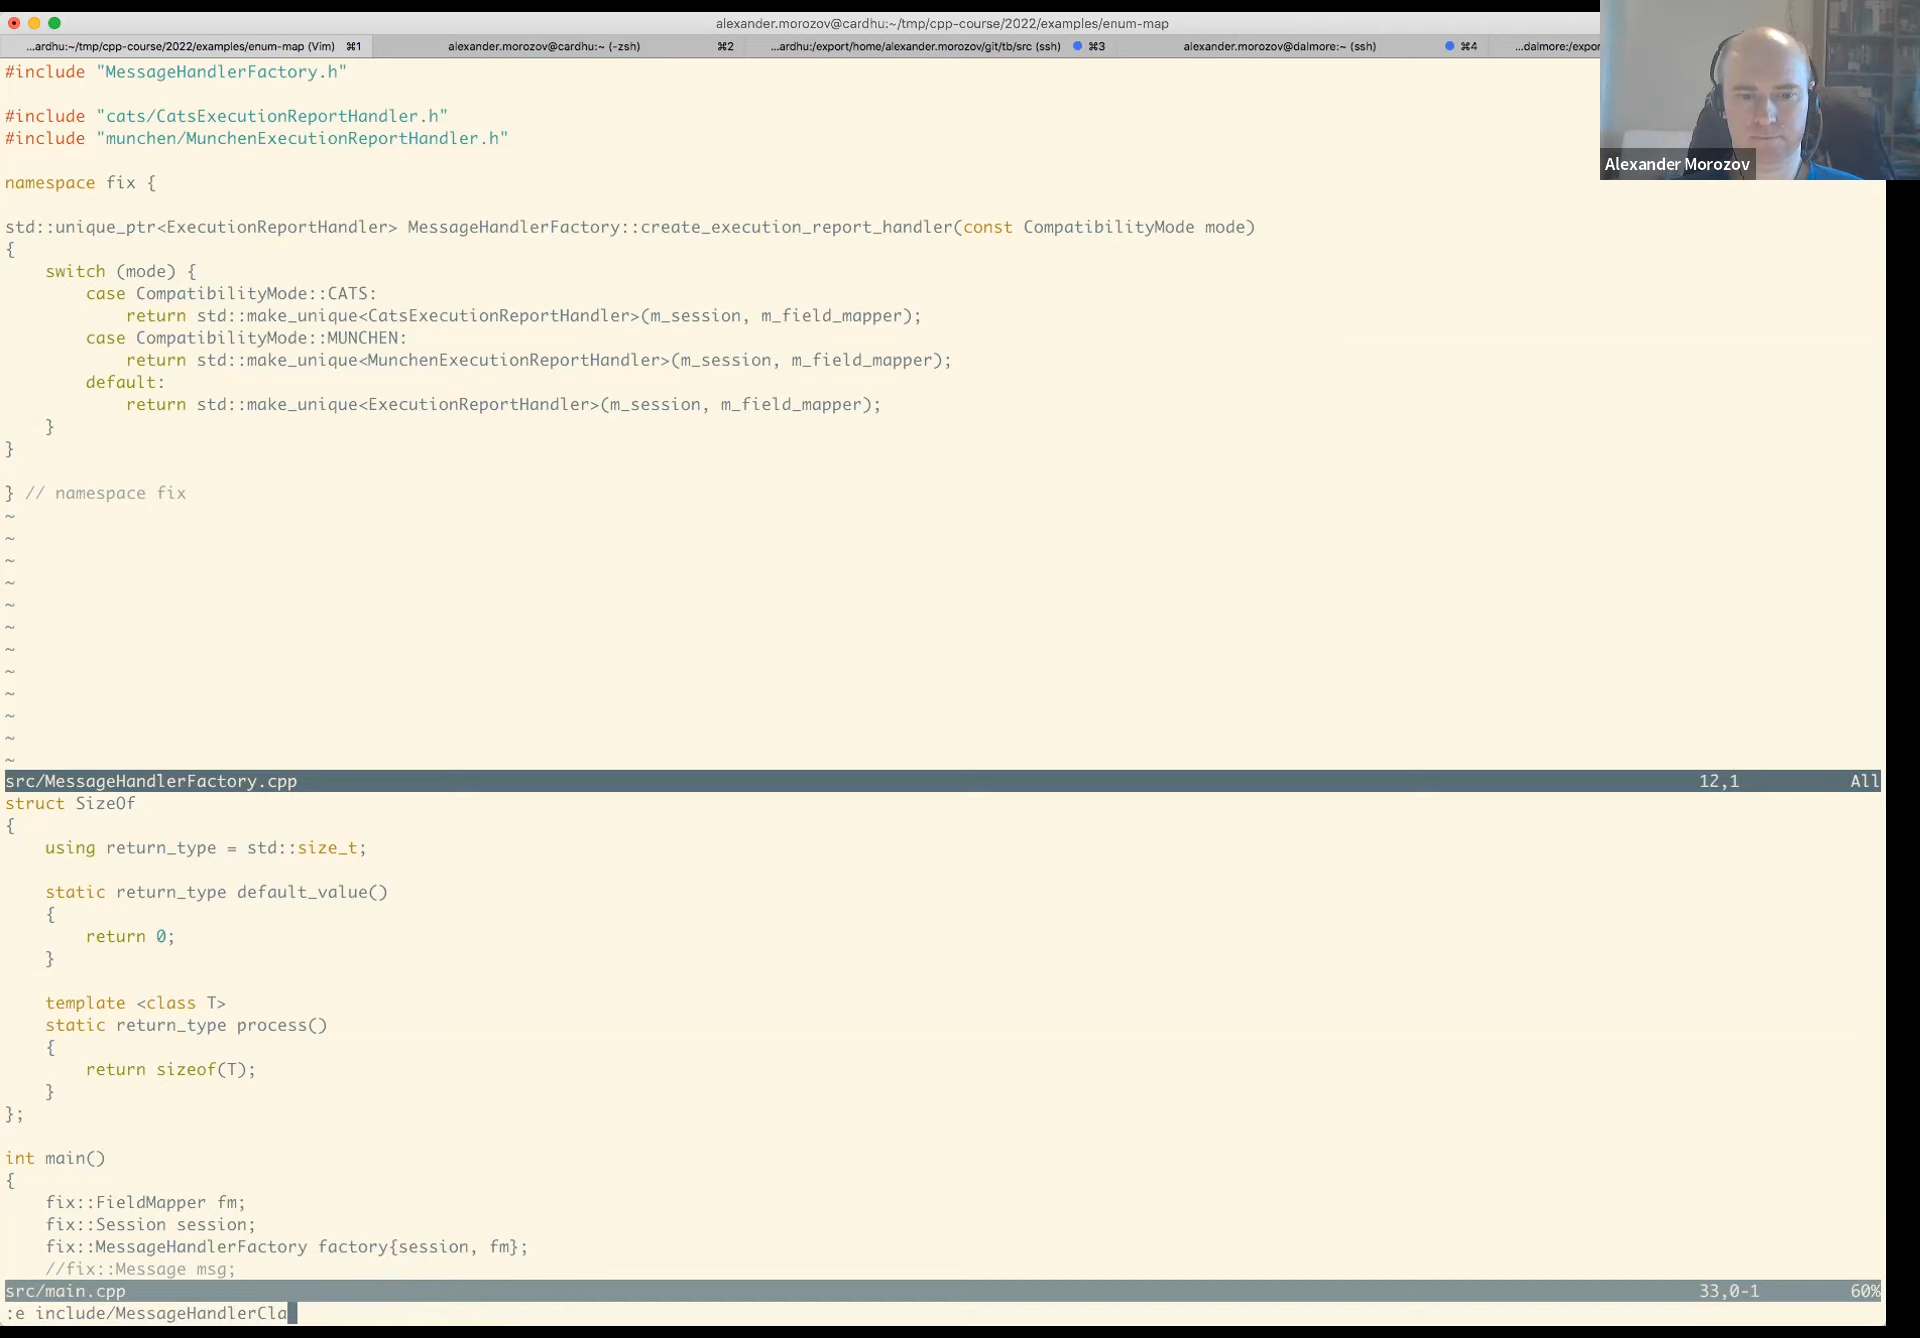 alexander.morozov@cardhu:~/tmp/cpp-course/2022/examples/enum-map
...ardhu:~/tmp/cpp-course/2022/examples/enum-map (Vim) ⌘1 alexander.morozov@cardhu:~ (-zsh) ⌘2 ...ardhu:/export/home/alexander.morozov/git/tb/src (ssh) ⌘3 alexander.morozov@dalmore:~ (ssh) ⌘4 ...dalmore:/expor
#include "MessageHandlerFactory.h"
#include "cats/CatsExecutionReportHandler.h"
#include "munchen/MunchenExecutionReportHandler.h"
Alexander Morozov
namespace fix {
std::unique_ptr<ExecutionReportHandler> MessageHandlerFactory::create_execution_report_handler(const CompatibilityMode mode)
{
    switch (mode) {
        case CompatibilityMode::CATS:
            return std::make_unique<CatsExecutionReportHandler>(m_session, m_field_mapper);
        case CompatibilityMode::MUNCHEN:
            return std::make_unique<MunchenExecutionReportHandler>(m_session, m_field_mapper);
        default:
            return std::make_unique<ExecutionReportHandler>(m_session, m_field_mapper);
    }
}
} // namespace fix
~
~
~
~
~
~
~
~
~
~
~
~
src/MessageHandlerFactory.cpp 12,1 All
struct SizeOf
{
    using return_type = std::size_t;
    static return_type default_value()
    {
        return 0;
    }
    template <class T>
    static return_type process()
    {
        return sizeof(T);
    }
};
int main()
{
    fix::FieldMapper fm;
    fix::Session session;
    fix::MessageHandlerFactory factory{session, fm};
    //fix::Message msg;
src/main.cpp 33,0-1 60%
:e include/MessageHandlerCla